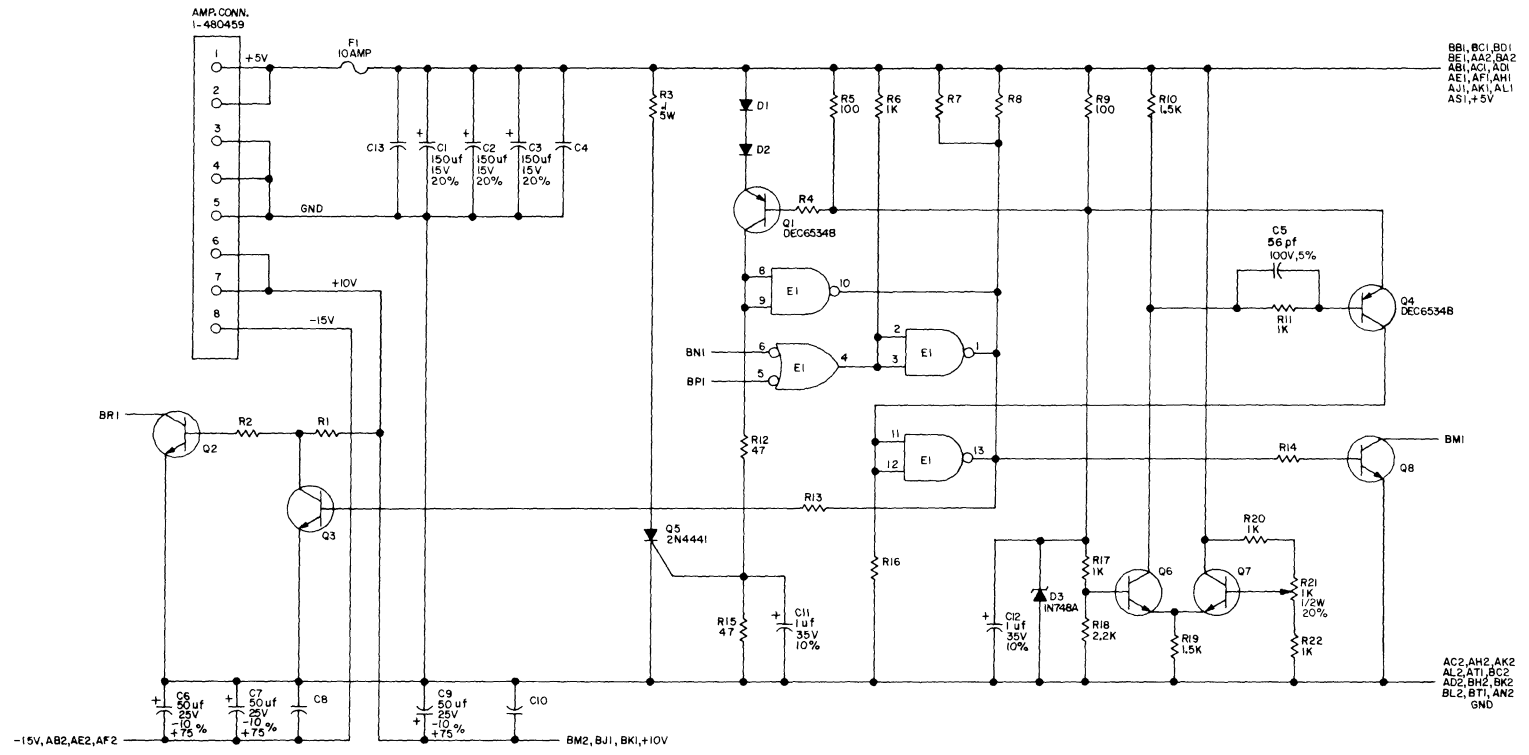 AMP. CONN.
1-480459
1
+5V
2
3
4
5
GND
6
7
+10V
8
-15V
F1
10AMP
C13
+
C1
150uf
15V
20%
+
C2
150uf
15V
20%
+
C3
150uf
15V
20%
C4
R3
5W
D1
D2
R4
Q1
DEC6534B
R5
100
R6
1K
R7
R8
R9
100
R10
1.5K
BB1, BC1, BD1
BE1, AA2, BA2
AB1, AC1, AD1
AE1, AF1, AH1
AJ1, AK1, AL1
AS1, +5V
C5
56pf
100V,5%
R11
1K
Q4
DEC6534B
8
9
E1
10
BN1
6
BP1
5
E1
4
2
3
E1
1
11
12
E1
13
R12
47
R13
R14
BM1
Q8
BR1
Q2
R2
R1
Q3
Q5
2N4441
R15
47
+
C11
1uf
35V
10%
R16
+
C12
1uf
35V
10%
D3
1N748A
R17
1K
R18
2.2K
Q6
Q7
R19
1.5K
R20
1K
R21
1K
1/2W
20%
R22
1K
AC2, AH2, AK2
AL2, AT1, BC2
AD2, BH2, BK2
BL2, BT1, AN2
GND
+
C6
50uf
25V
-10 %
+75
+
C7
50uf
25V
-10 %
+75
C8
C9
50uf
25V
-10 %
+75
+
C10
-15V, AB2, AE2, AF2
BM2, BJ1, BK1, +10V